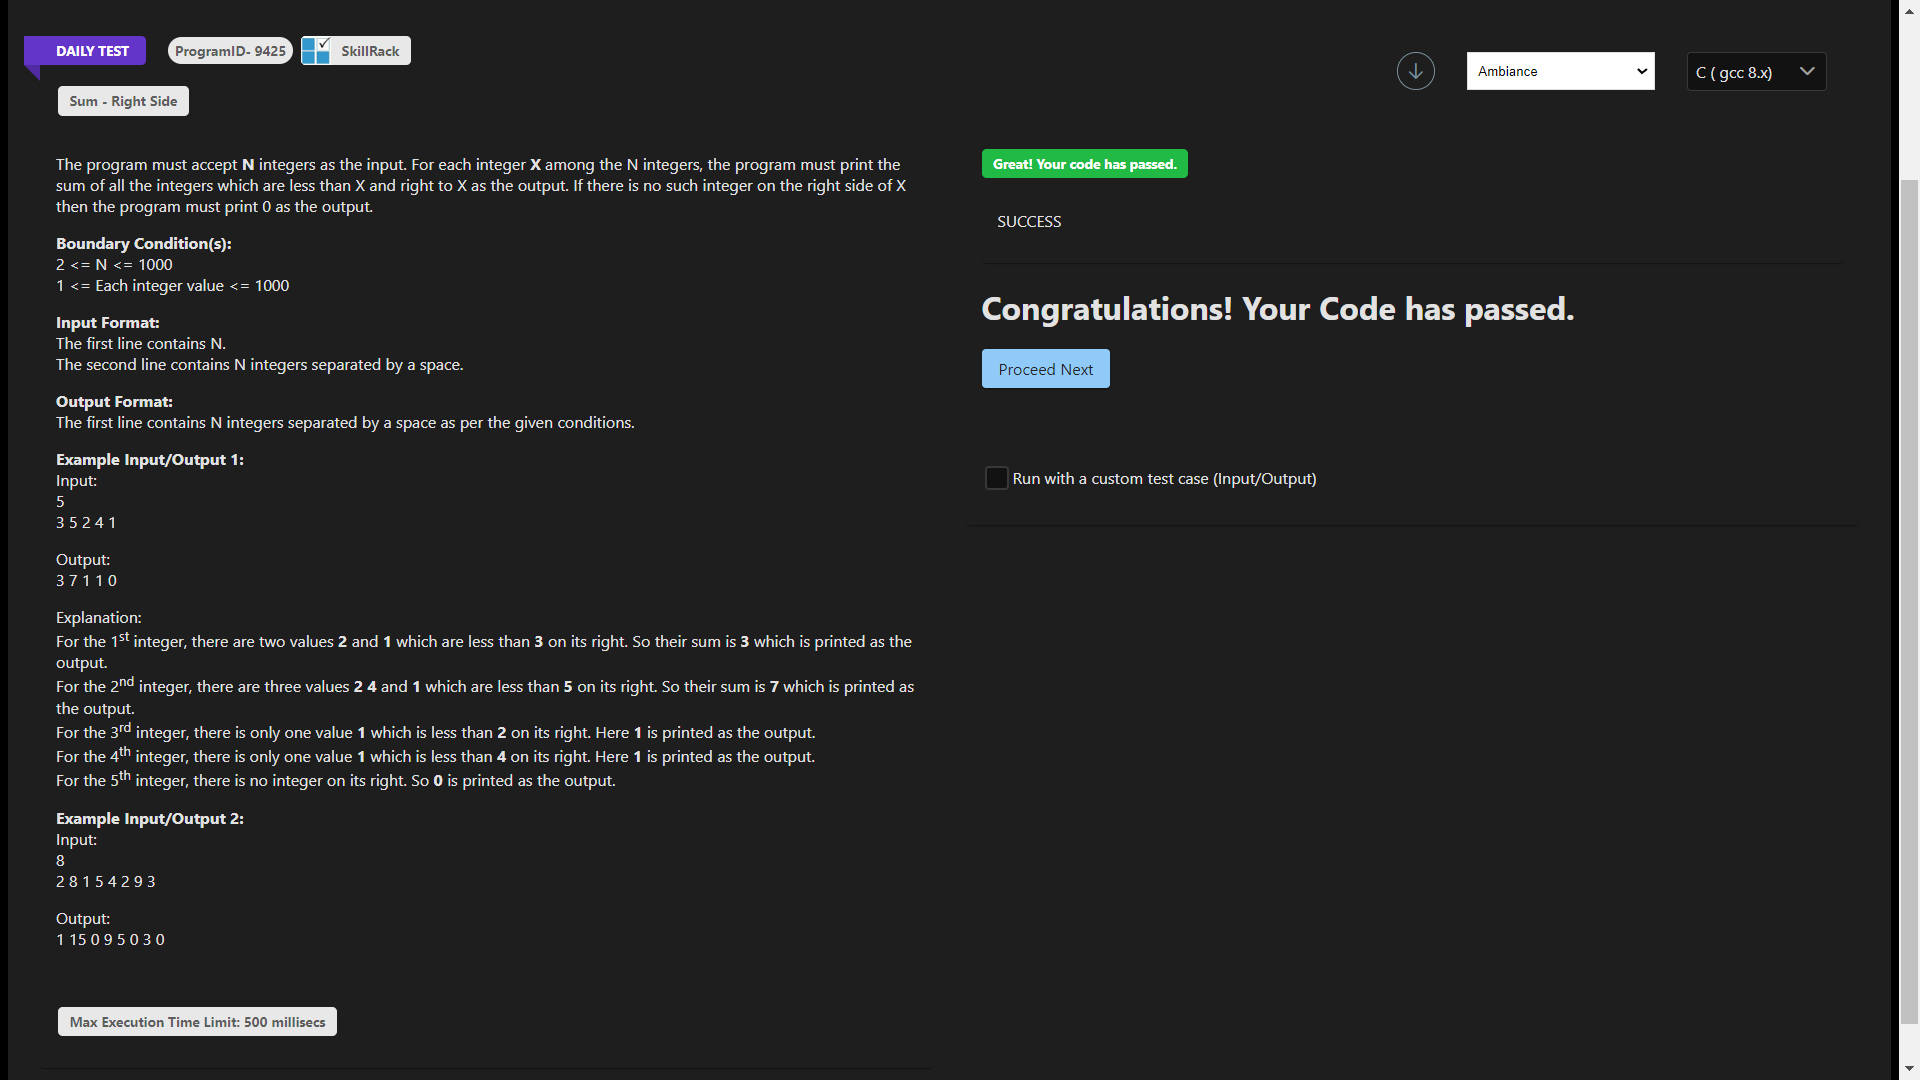 DAILY TEST
ProgramID- 9425
SkillRack
Ambiance
C ( gcc 8.x)
Sum - Right Side
The program must accept N integers as the input. For each integer X among the N integers, the program must print the
sum of all the integers which are less than X and right to X as the output. If there is no such integer on the right side of X
then the program must print 0 as the output.
Boundary Condition(s):
2 <= N <= 1000
1 <= Each integer value <= 1000
Input Format:
The first line contains N.
The second line contains N integers separated by a space.
Output Format:
The first line contains N integers separated by a space as per the given conditions.
Example Input/Output 1:
Input:
5
3 5 2 4 1
Output:
3 7 1 1 0
Explanation:
For the 1st integer, there are two values 2 and 1 which are less than 3 on its right. So their sum is 3 which is printed as the
output.
For the 2nd integer, there are three values 2 4 and 1 which are less than 5 on its right. So their sum is 7 which is printed as
the output.
For the 3rd integer, there is only one value 1 which is less than 2 on its right. Here 1 is printed as the output.
For the 4th integer, there is only one value 1 which is less than 4 on its right. Here 1 is printed as the output.
For the 5th integer, there is no integer on its right. So 0 is printed as the output.
Example Input/Output 2:
Input:
8
2 8 1 5 4 2 9 3
Output:
1 15 0 9 5 0 3 0
Max Execution Time Limit: 500 millisecs
Great! Your code has passed.
SUCCESS
Congratulations! Your Code has passed.
Proceed Next
Run with a custom test case (Input/Output)